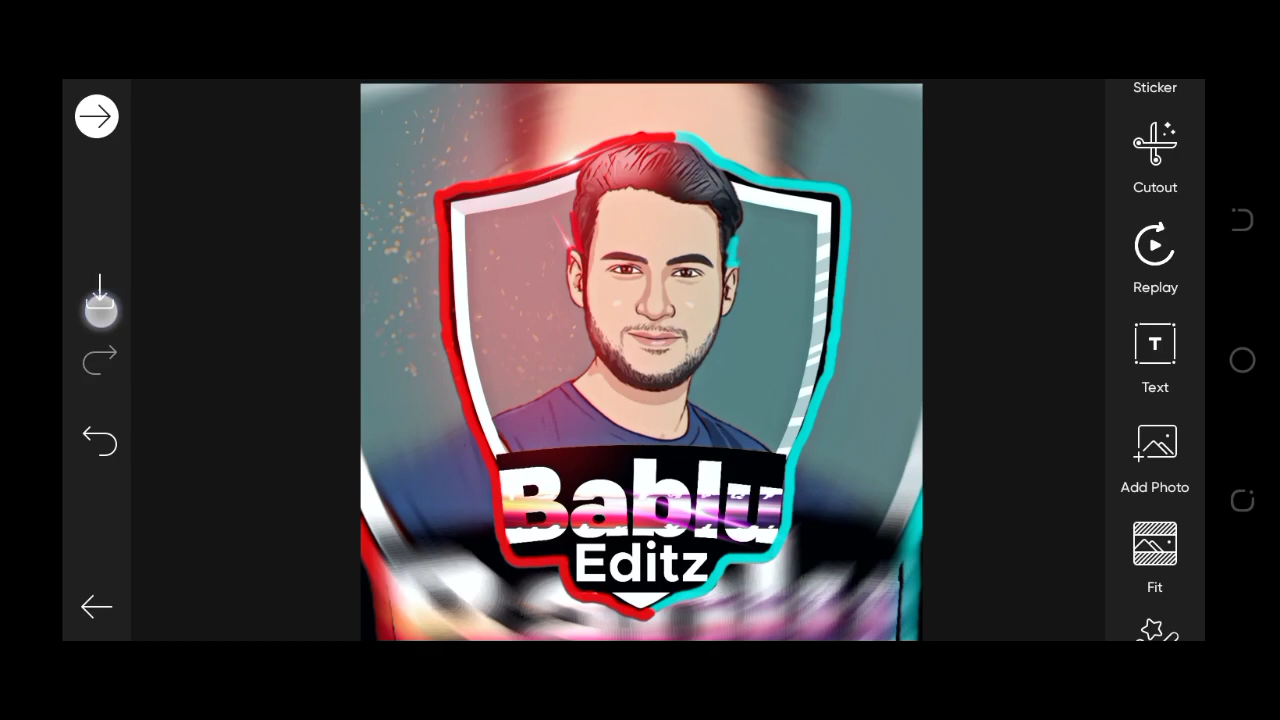 Sticker
Cutout
Replay
T
Text
Add Photo
Fit
Bablu
Editz